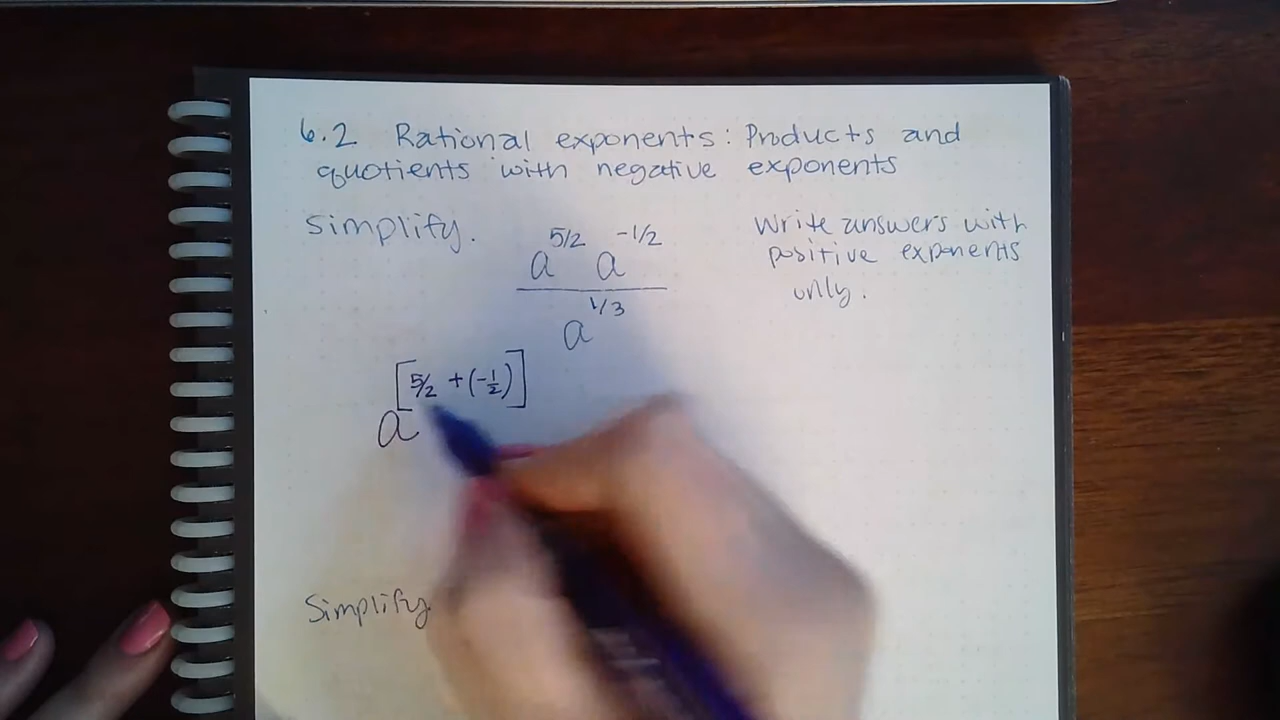 6.2 Rational exponents: Products and
quotients with negative exponents
Simplify.
a^5/2 a^-1/2
a^1/3
Write answers with
positive exponents
only.
a^[5/2 + (-1/2)]
Simplify.